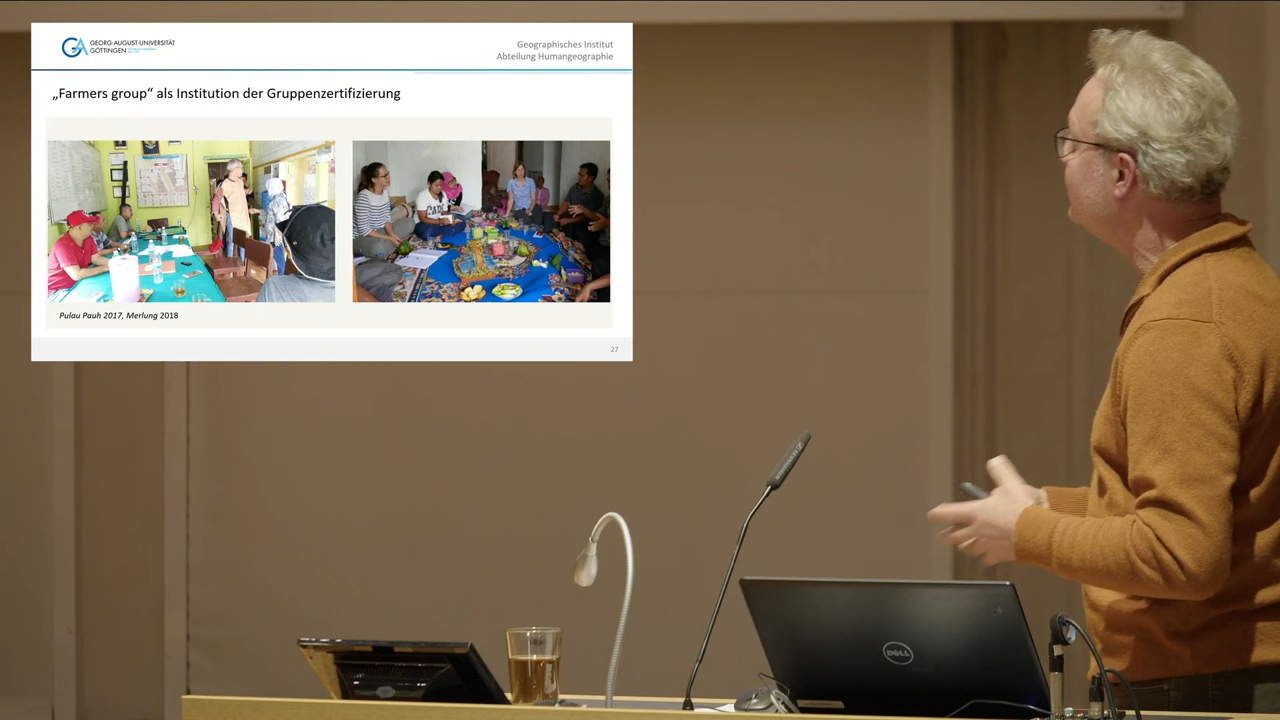 GEORG-AUGUST-UNIVERSITÄT
GÖTTINGEN
Geographisches Institut
Abteilung Humangeographie
„Farmers group“ als Institution der Gruppenzertifizierung
Pulau Pauh 2017, Merlung 2018
27
DELL